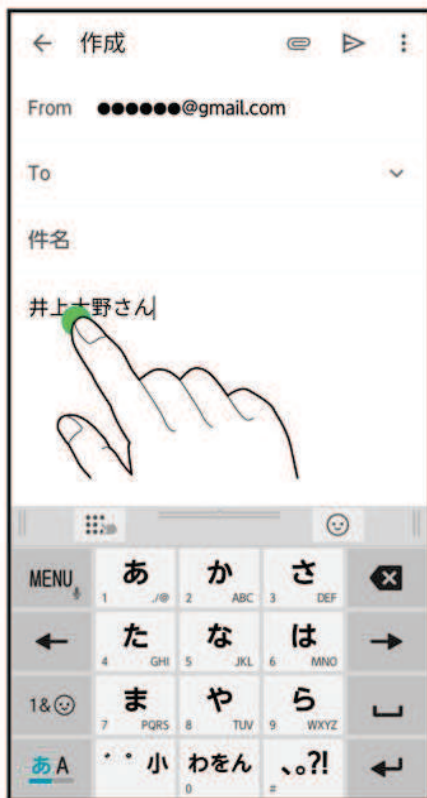 作成
From ●●●●●●@gmail.com
To
件名
井上大野さん
MENU あ 1 ./@ か 2 ABC さ 3 DEF
た 4 GHI な 5 JKL は 6 MNO
1& ま 7 PQRS や 8 TUV ら 9 WXYZ
あA ゛゜小 わをん 0 、。?! #